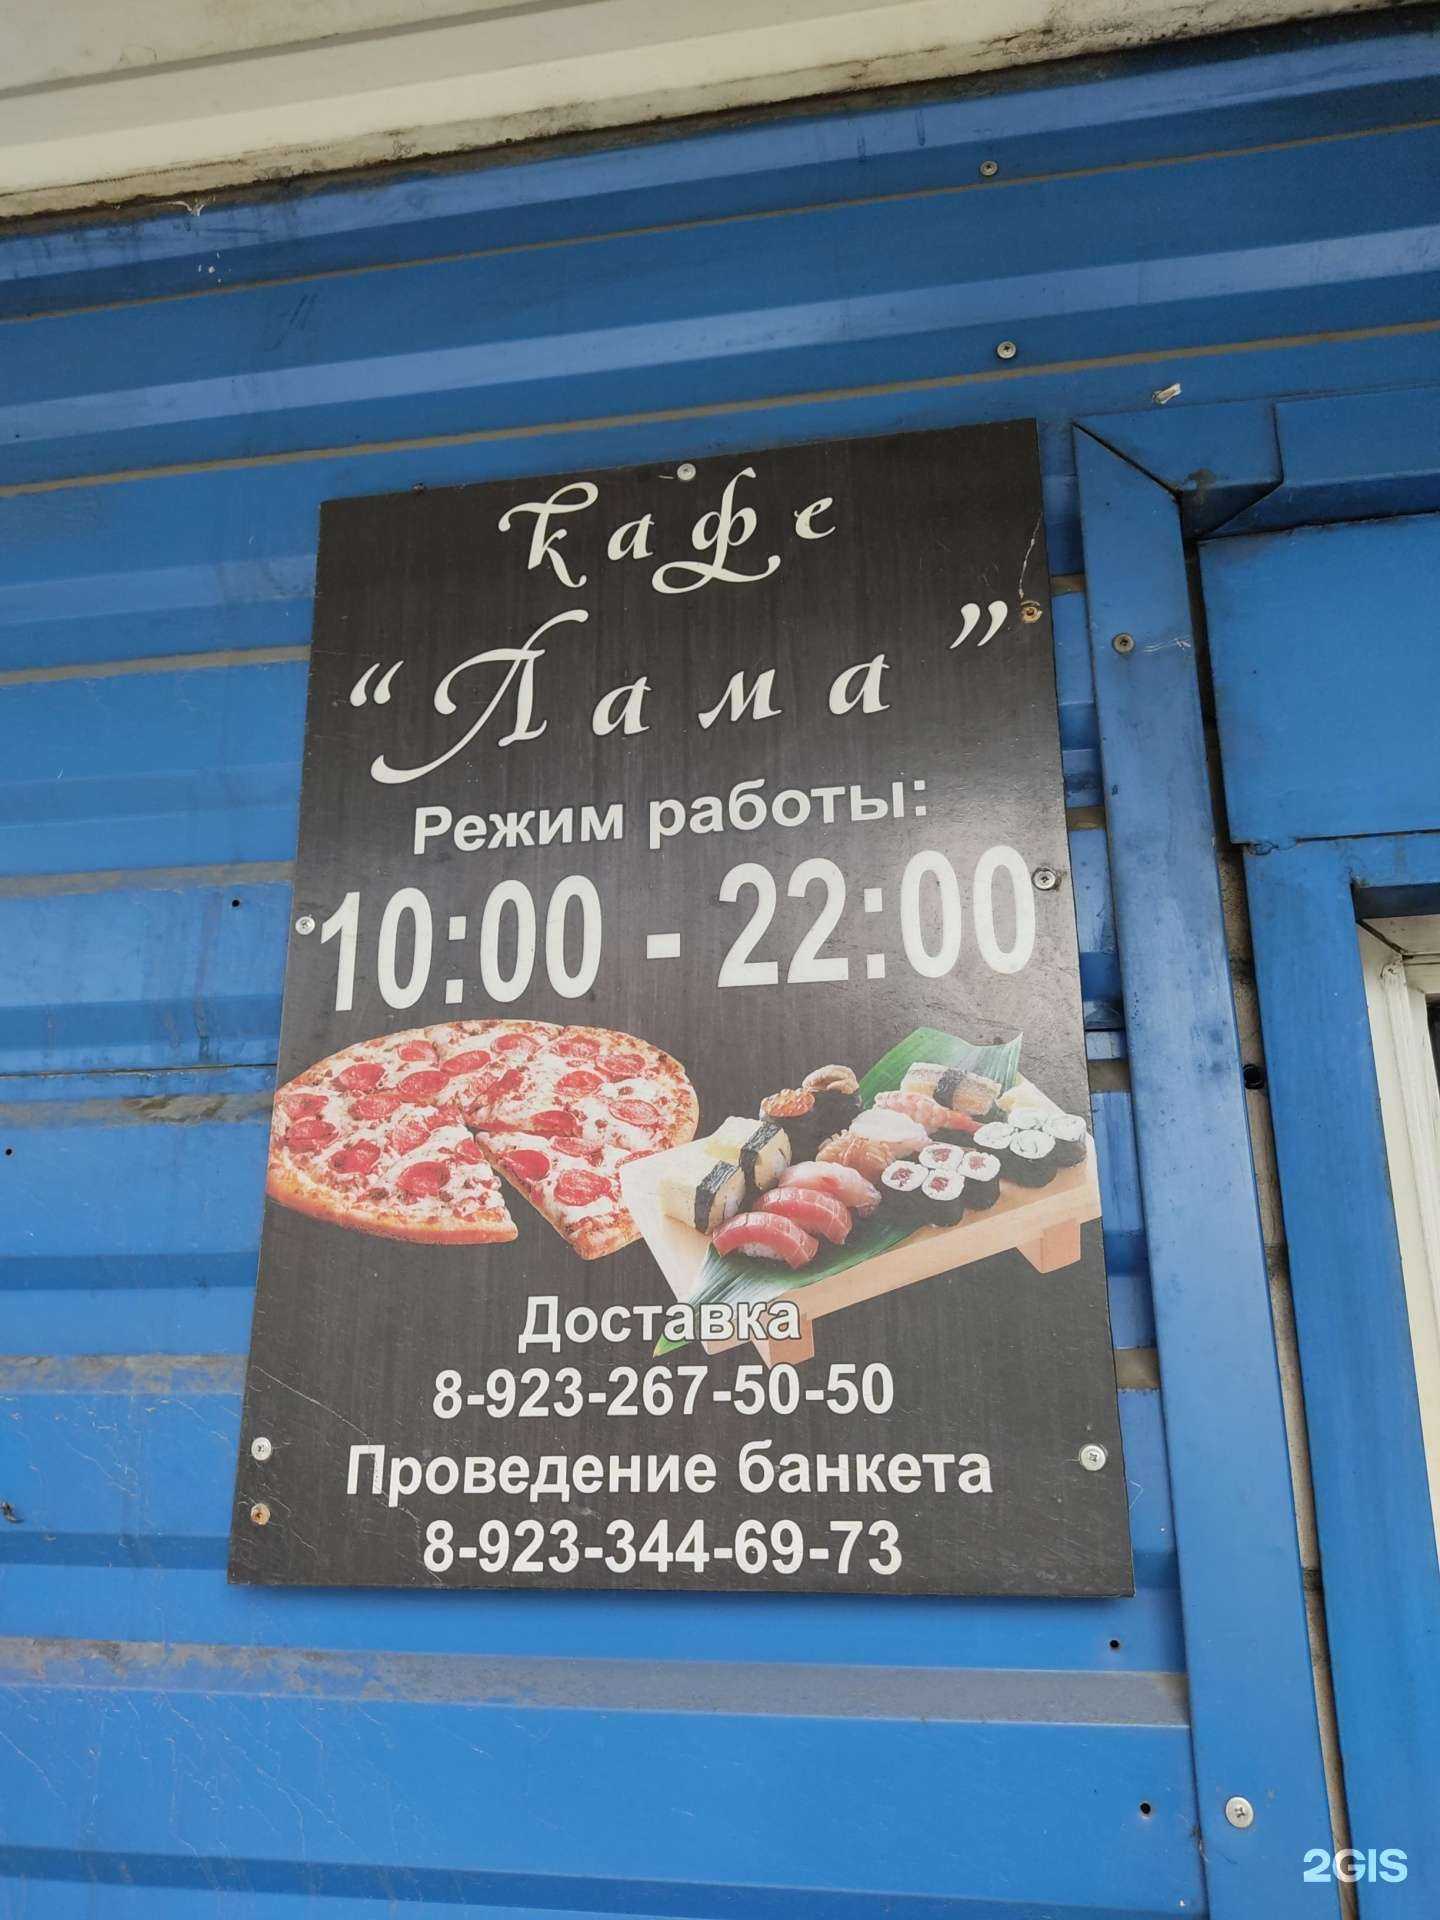 кафе
“Лама”
Режим работы:
10:00 - 22:00
Доставка
8-923-267-50-50
Проведение банкета
8-923-344-69-73
2GIS